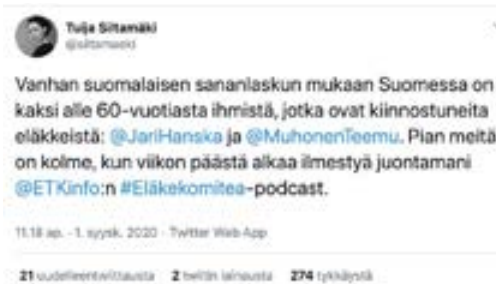 Tuija Siltamäki
@siltamaeki
Vanhan suomalaisen sananlaskun mukaan Suomessa on
kaksi alle 60-vuotiasta ihmistä, jotka ovat kiinnostuneita
eläkkeistä: @JariHanska ja @MuhonenTeemu. Pian meitä
on kolme, kun viikon päästä alkaa ilmestyä juontamani
@ETKinfo:n #Eläkekomitea-podcast.
11.18 ap. · 1. syysk. 2020 · Twitter Web App
21 uudelleentwiittausta 2 twiitin lainausta 274 tykkäystä